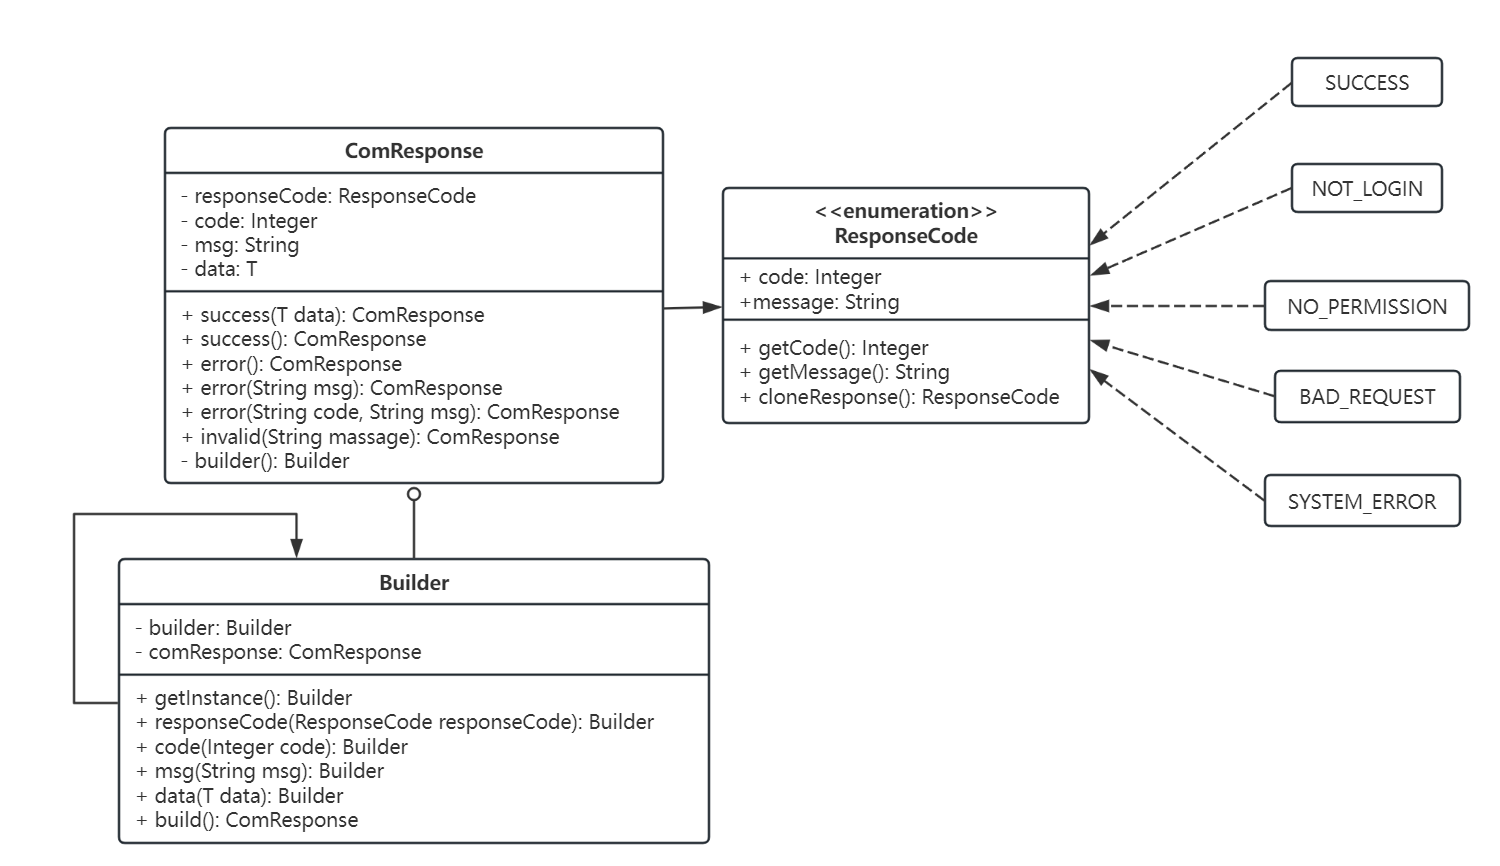 ComResponse
- responseCode: ResponseCode
- code: Integer
- msg: String
- data: T
+ success(T data): ComResponse
+ success(): ComResponse
+ error(): ComResponse
+ error(String msg): ComResponse
+ error(String code, String msg): ComResponse
+ invalid(String massage): ComResponse
- builder(): Builder
<<enumeration>>
ResponseCode
+ code: Integer
+message: String
+ getCode(): Integer
+ getMessage(): String
+ cloneResponse(): ResponseCode
SUCCESS
NOT_LOGIN
NO_PERMISSION
BAD_REQUEST
SYSTEM_ERROR
Builder
- builder: Builder
- comResponse: ComResponse
+ getInstance(): Builder
+ responseCode(ResponseCode responseCode): Builder
+ code(Integer code): Builder
+ msg(String msg): Builder
+ data(T data): Builder
+ build(): ComResponse